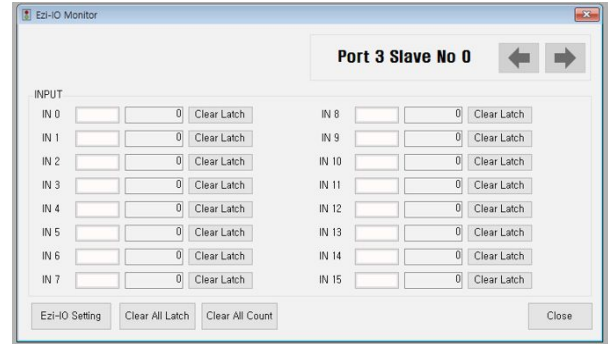 Ezi-IO Monitor
Port 3 Slave No 0
INPUT
IN 0 0 Clear Latch IN 8 0 Clear Latch
IN 1 0 Clear Latch IN 9 0 Clear Latch
IN 2 0 Clear Latch IN 10 0 Clear Latch
IN 3 0 Clear Latch IN 11 0 Clear Latch
IN 4 0 Clear Latch IN 12 0 Clear Latch
IN 5 0 Clear Latch IN 13 0 Clear Latch
IN 6 0 Clear Latch IN 14 0 Clear Latch
IN 7 0 Clear Latch IN 15 0 Clear Latch
Ezi-IO Setting Clear All Latch Clear All Count Close